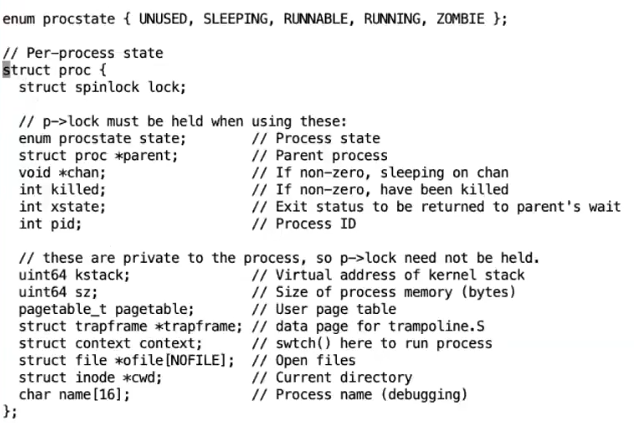 enum procstate { UNUSED, SLEEPING, RUNNABLE, RUNNING, ZOMBIE };

// Per-process state
struct proc {
  struct spinlock lock;

  // p->lock must be held when using these:
  enum procstate state;        // Process state
  struct proc *parent;         // Parent process
  void *chan;                  // If non-zero, sleeping on chan
  int killed;                  // If non-zero, have been killed
  int xstate;                  // Exit status to be returned to parent's wait
  int pid;                     // Process ID

  // these are private to the process, so p->lock need not be held.
  uint64 kstack;               // Virtual address of kernel stack
  uint64 sz;                   // Size of process memory (bytes)
  pagetable_t pagetable;       // User page table
  struct trapframe *trapframe; // data page for trampoline.S
  struct context context;      // swtch() here to run process
  struct file *ofile[NOFILE];  // Open files
  struct inode *cwd;           // Current directory
  char name[16];               // Process name (debugging)
};